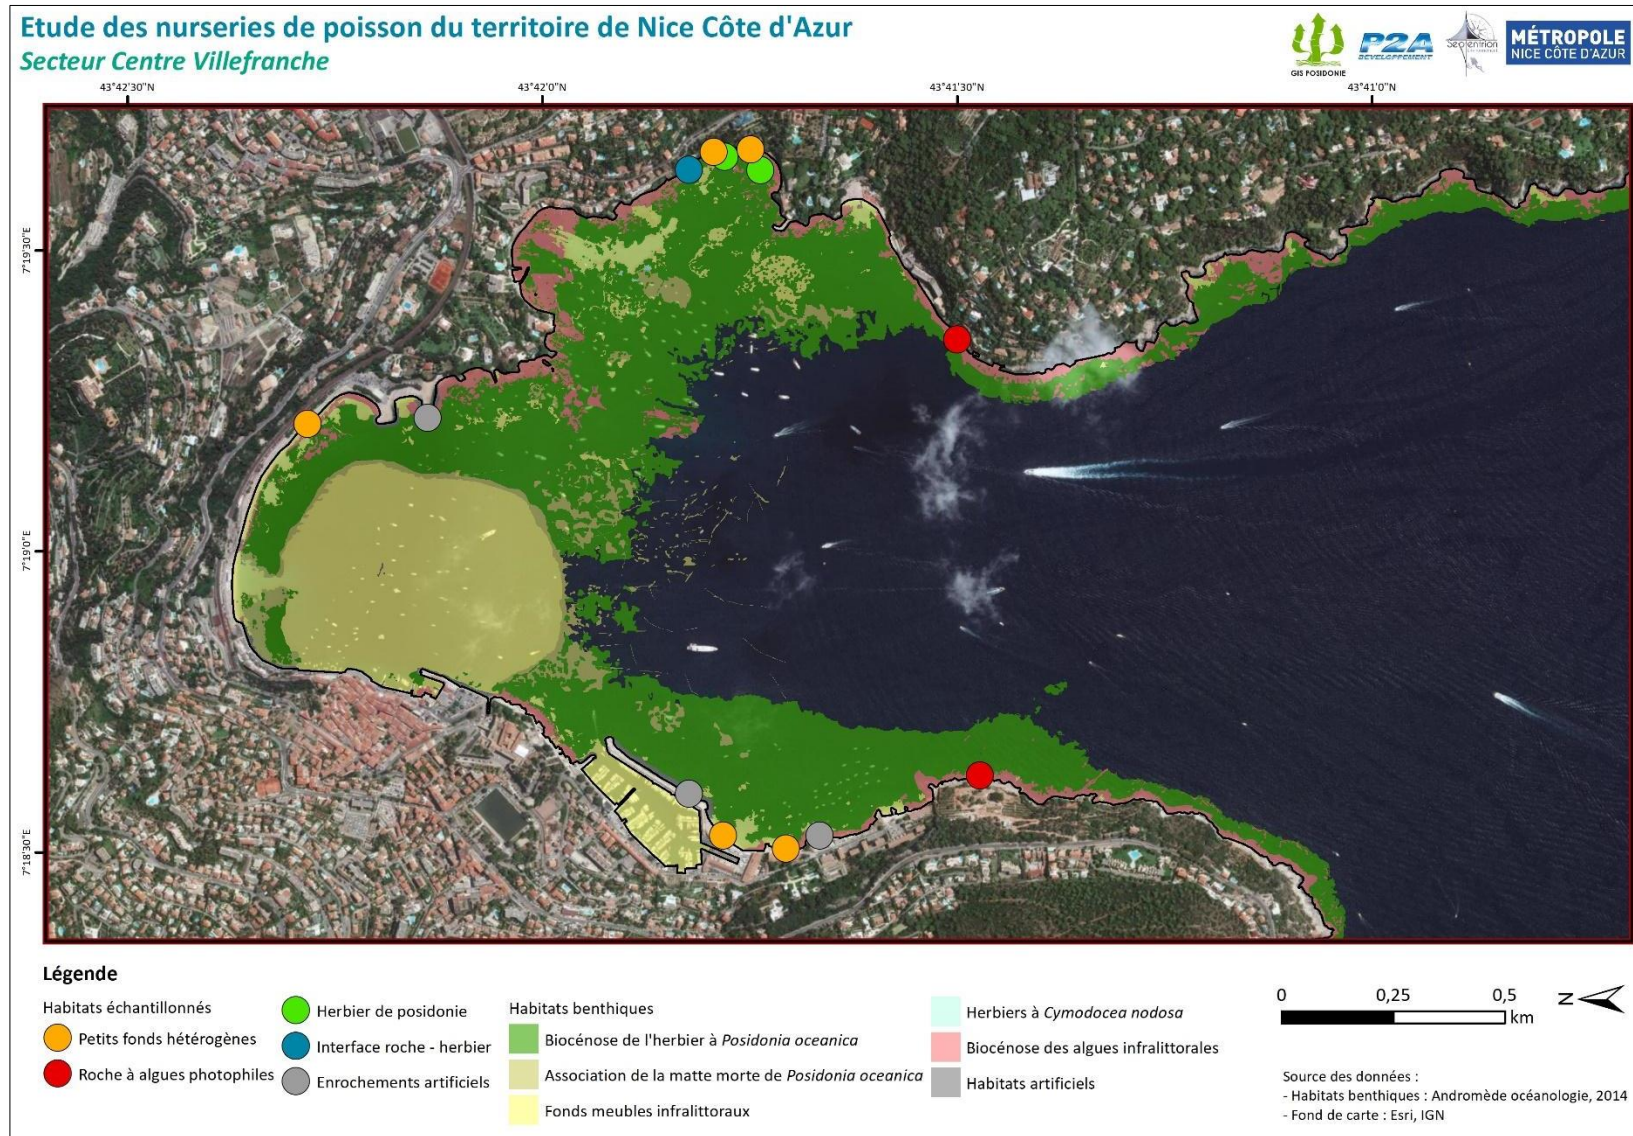 Etude des nurseries de poisson du territoire de Nice Côte d'Azur
Secteur Centre Villefranche
GIS POSIDONIE
P2A
DEVELOPPEMENT
Septentrion
MÉTROPOLE
NICE CÔTE D'AZUR
43°42'30"N
43°42'0"N
43°41'30"N
43°41'0"N
7°19'30"E
7°19'0"E
7°18'30"E
Légende
Habitats échantillonnés
Petits fonds hétérogènes
Roche à algues photophiles
Herbier de posidonie
Interface roche - herbier
Enrochements artificiels
Habitats benthiques
Biocénose de l'herbier à Posidonia oceanica
Association de la matte morte de Posidonia oceanica
Fonds meubles infralittoraux
Herbiers à Cymodocea nodosa
Biocénose des algues infralittorales
Habitats artificiels
0 0,25 0,5
km
N
Source des données :
- Habitats benthiques : Andromède océanologie, 2014
- Fond de carte : Esri, IGN